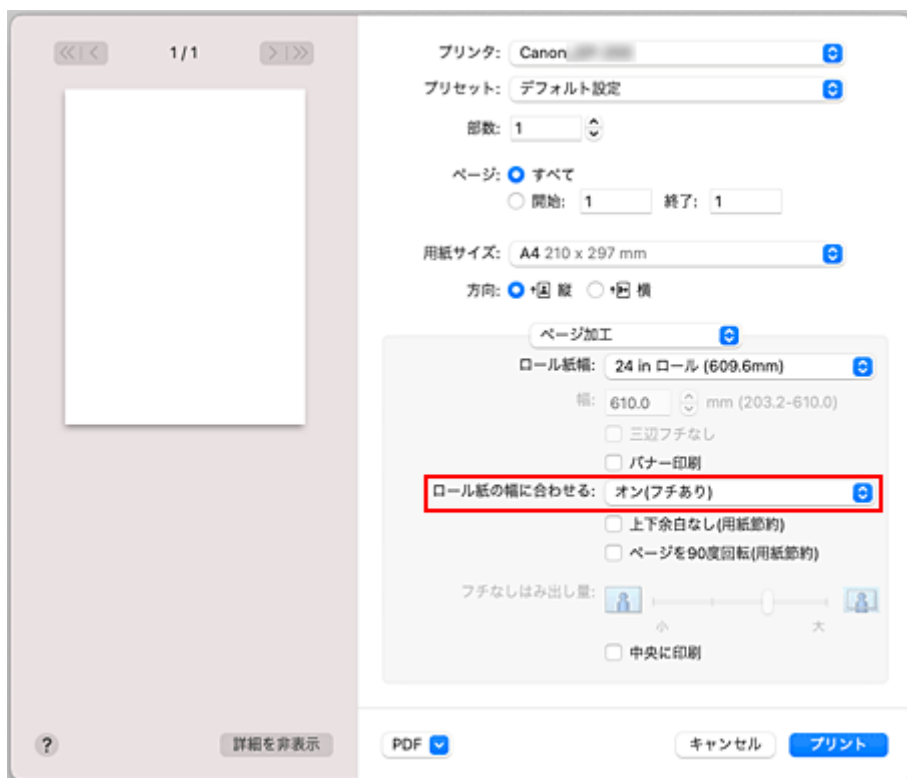 1/1
プリンタ: Canon
プリセット: デフォルト設定
部数: 1
ページ: すべて
開始: 1 終了: 1
用紙サイズ: A4 210 x 297 mm
方向: 縦 横
ページ加工
ロール紙幅: 24 in ロール (609.6mm)
幅: 610.0 mm (203.2-610.0)
三辺フチなし
バナー印刷
ロール紙の幅に合わせる: オン(フチあり)
上下余白なし(用紙節約)
ページを90度回転(用紙節約)
フチなしはみ出し量:
小 大
中央に印刷
? 詳細を非表示 PDF キャンセル プリント